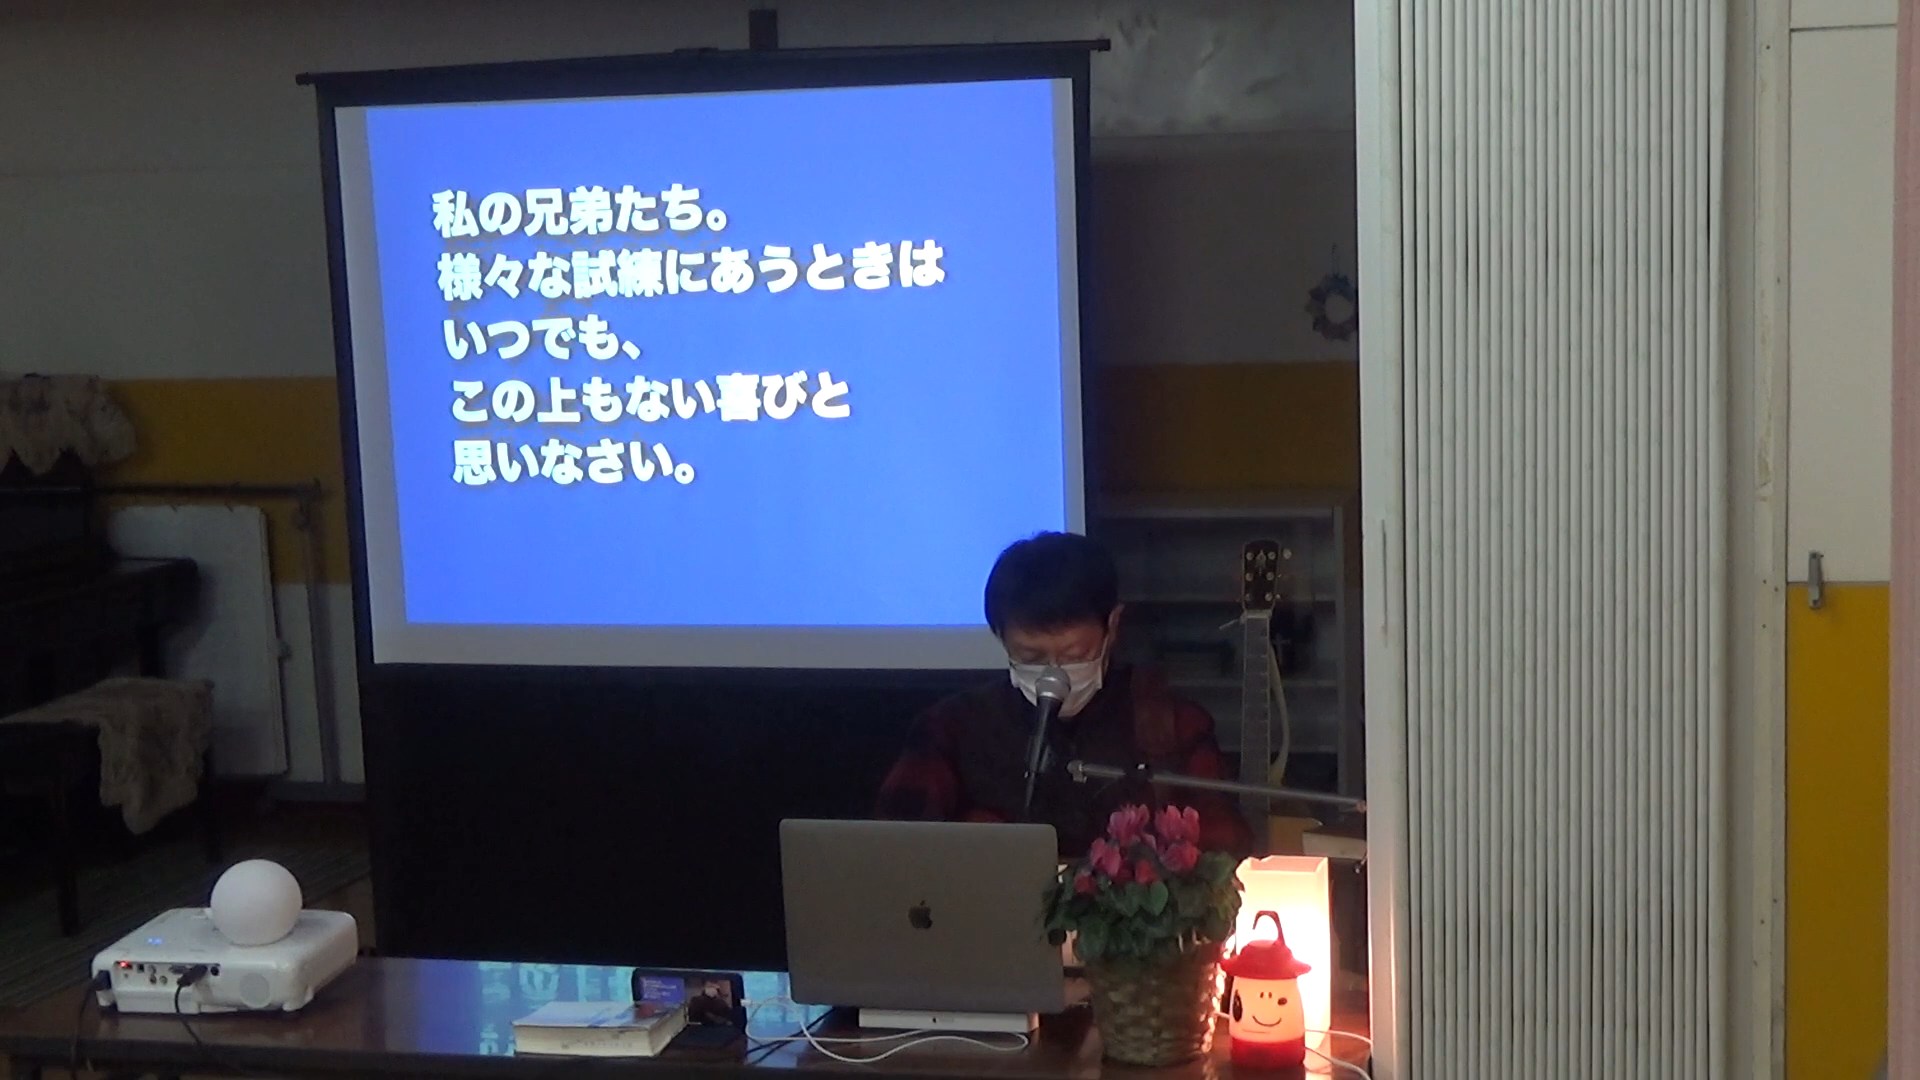 私の兄弟たち。
様々な試練にあうときは
いつでも、
この上もない喜びと
思いなさい。